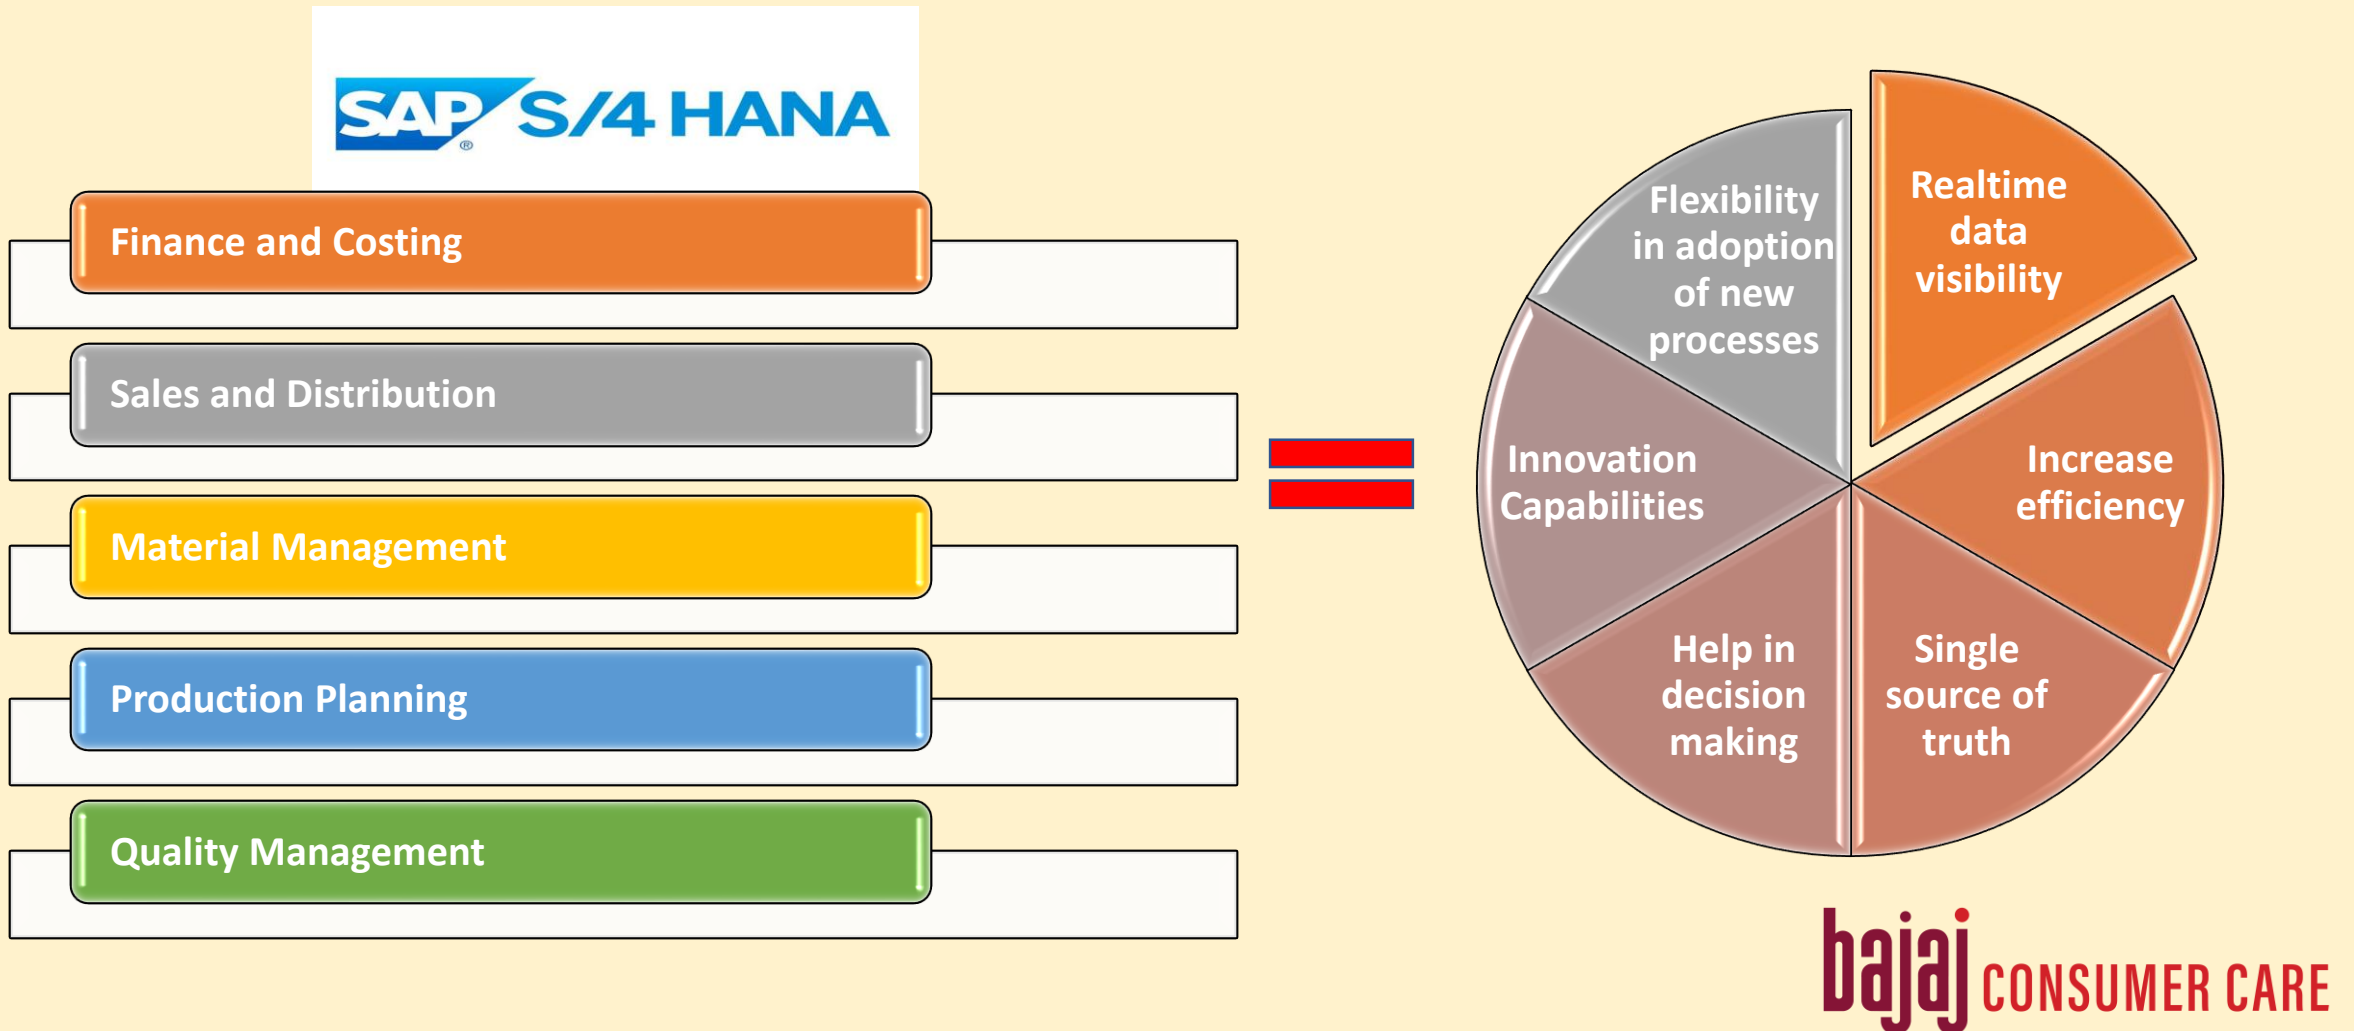 SAP S/4 HANA
®
Finance and Costing
Sales and Distribution
Material Management
Production Planning
Quality Management
Realtime
data
visibility
Increase
efficiency
Single
source of
truth
Help in
decision
making
Innovation
Capabilities
Flexibility
in adoption
of new
processes
bajaj CONSUMER CARE